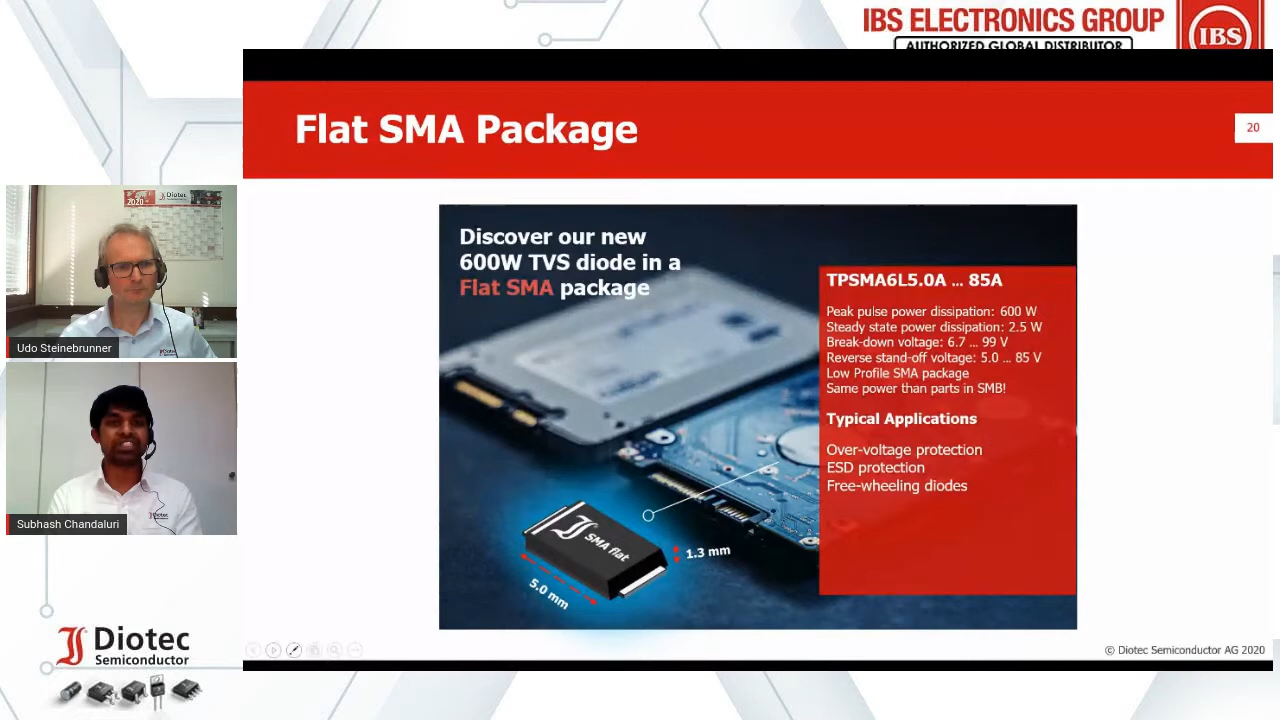 IBS ELECTRONICS GROUP
AUTHORIZED GLOBAL DISTRIBUTOR
IBS
Flat SMA Package
20
2020
Diotec
Semiconductor
Udo Steinebrunner
Diotec
Subhash Chandaluri
Discover our new
600W TVS diode in a
Flat SMA package
TPSMA6L5.0A ... 85A
Peak pulse power dissipation: 600 W
Steady state power dissipation: 2.5 W
Break-down voltage: 6.7 ... 99 V
Reverse stand-off voltage: 5.0 ... 85 V
Low Profile SMA package
Same power than parts in SMB!
Typical Applications
Over-voltage protection
ESD protection
Free-wheeling diodes
SMA flat
1.3 mm
5.0 mm
Diotec
Semiconductor
© Diotec Semiconductor AG 2020